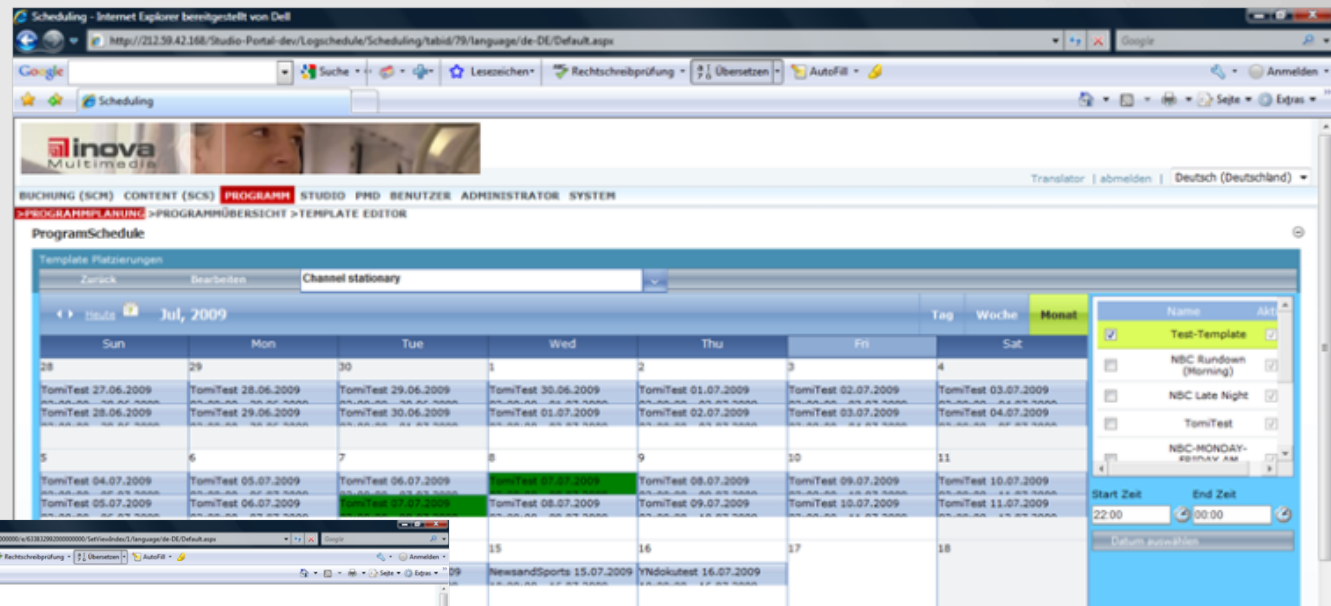 Scheduling - Internet Explorer bereitgestellt von Dell
http://212.59.42.168/Studio-Portal-dev/Logschedule/Scheduling/tabid/79/language/de-DE/Default.aspx
Google
Google Suche Lesezeichen Rechtschreibprüfung Übersetzen AutoFill Anmelden
Scheduling Seite Extras
inova
Multimedia
Translator | abmelden | Deutsch (Deutschland)
BUCHUNG (SCM) CONTENT (SCS) PROGRAMM STUDIO PMD BENUTZER ADMINISTRATOR SYSTEM
>PROGRAMMPLANUNG >PROGRAMMÜBERSICHT >TEMPLATE EDITOR
ProgramSchedule
Template Platzierungen
Zurück Bearbeiten Channel stationary
Heute Jul, 2009 Tag Woche Monat
Sun Mon Tue Wed Thu Fri Sat
28 29 30 1 2 3 4
TomiTest 27.06.2009 TomiTest 28.06.2009 TomiTest 29.06.2009 TomiTest 30.06.2009 TomiTest 01.07.2009 TomiTest 02.07.2009 TomiTest 03.07.2009
TomiTest 28.06.2009 TomiTest 29.06.2009 TomiTest 30.06.2009 TomiTest 01.07.2009 TomiTest 02.07.2009 TomiTest 03.07.2009 TomiTest 04.07.2009
5 6 7 8 9 10 11
TomiTest 04.07.2009 TomiTest 05.07.2009 TomiTest 06.07.2009 TomiTest 07.07.2009 TomiTest 08.07.2009 TomiTest 09.07.2009 TomiTest 10.07.2009
TomiTest 05.07.2009 TomiTest 06.07.2009 TomiTest 07.07.2009 TomiTest 08.07.2009 TomiTest 09.07.2009 TomiTest 10.07.2009 TomiTest 11.07.2009
15 16 17 18
NewsandSports 15.07.2009 YNdokutest 16.07.2009
Name Akti
Test-Template
NBC Rundown
(Morning)
NBC Late Night
TomiTest
NBC-MONDAY-
FRIDAY AM
Start Zeit End Zeit
22:00 00:00
Datum auswählen
Google
Rechtschreibprüfung Übersetzen AutoFill Anmelden
Seite Extras